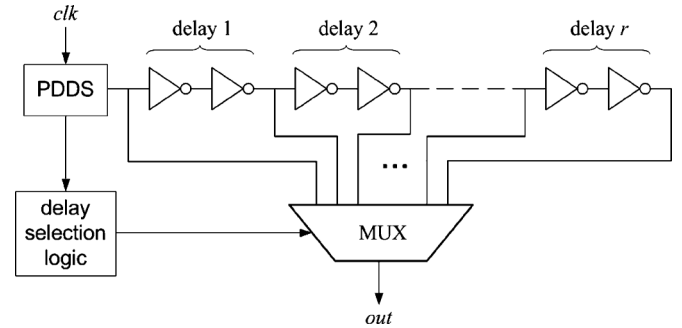 clk
delay 1
delay 2
delay r
PDDS
...
delay
selection
logic
MUX
out